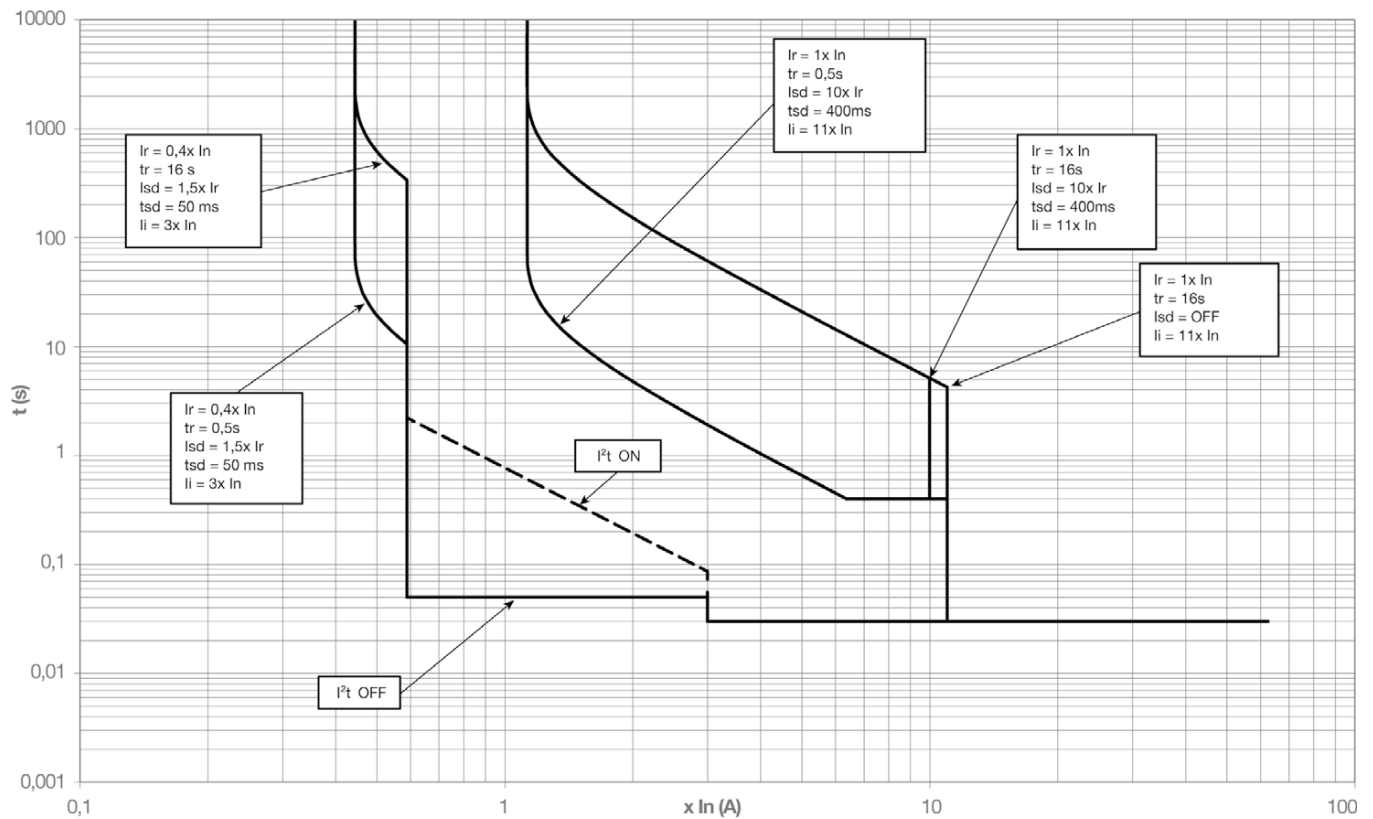 10000
1000
100
10
1
0,1
0,01
0,001
t (s)
0,1
1
x In (A)
10
100
Ir = 0,4x In
tr = 16 s
Isd = 1,5x Ir
tsd = 50 ms
Ii = 3x In
Ir = 0,4x In
tr = 0,5s
Isd = 1,5x Ir
tsd = 50 ms
Ii = 3x In
Ir = 1x In
tr = 0,5s
Isd = 10x Ir
tsd = 400ms
Ii = 11x In
Ir = 1x In
tr = 16s
Isd = 10x Ir
tsd = 400ms
Ii = 11x In
Ir = 1x In
tr = 16s
Isd = OFF
Ii = 11x In
I²t ON
I²t OFF